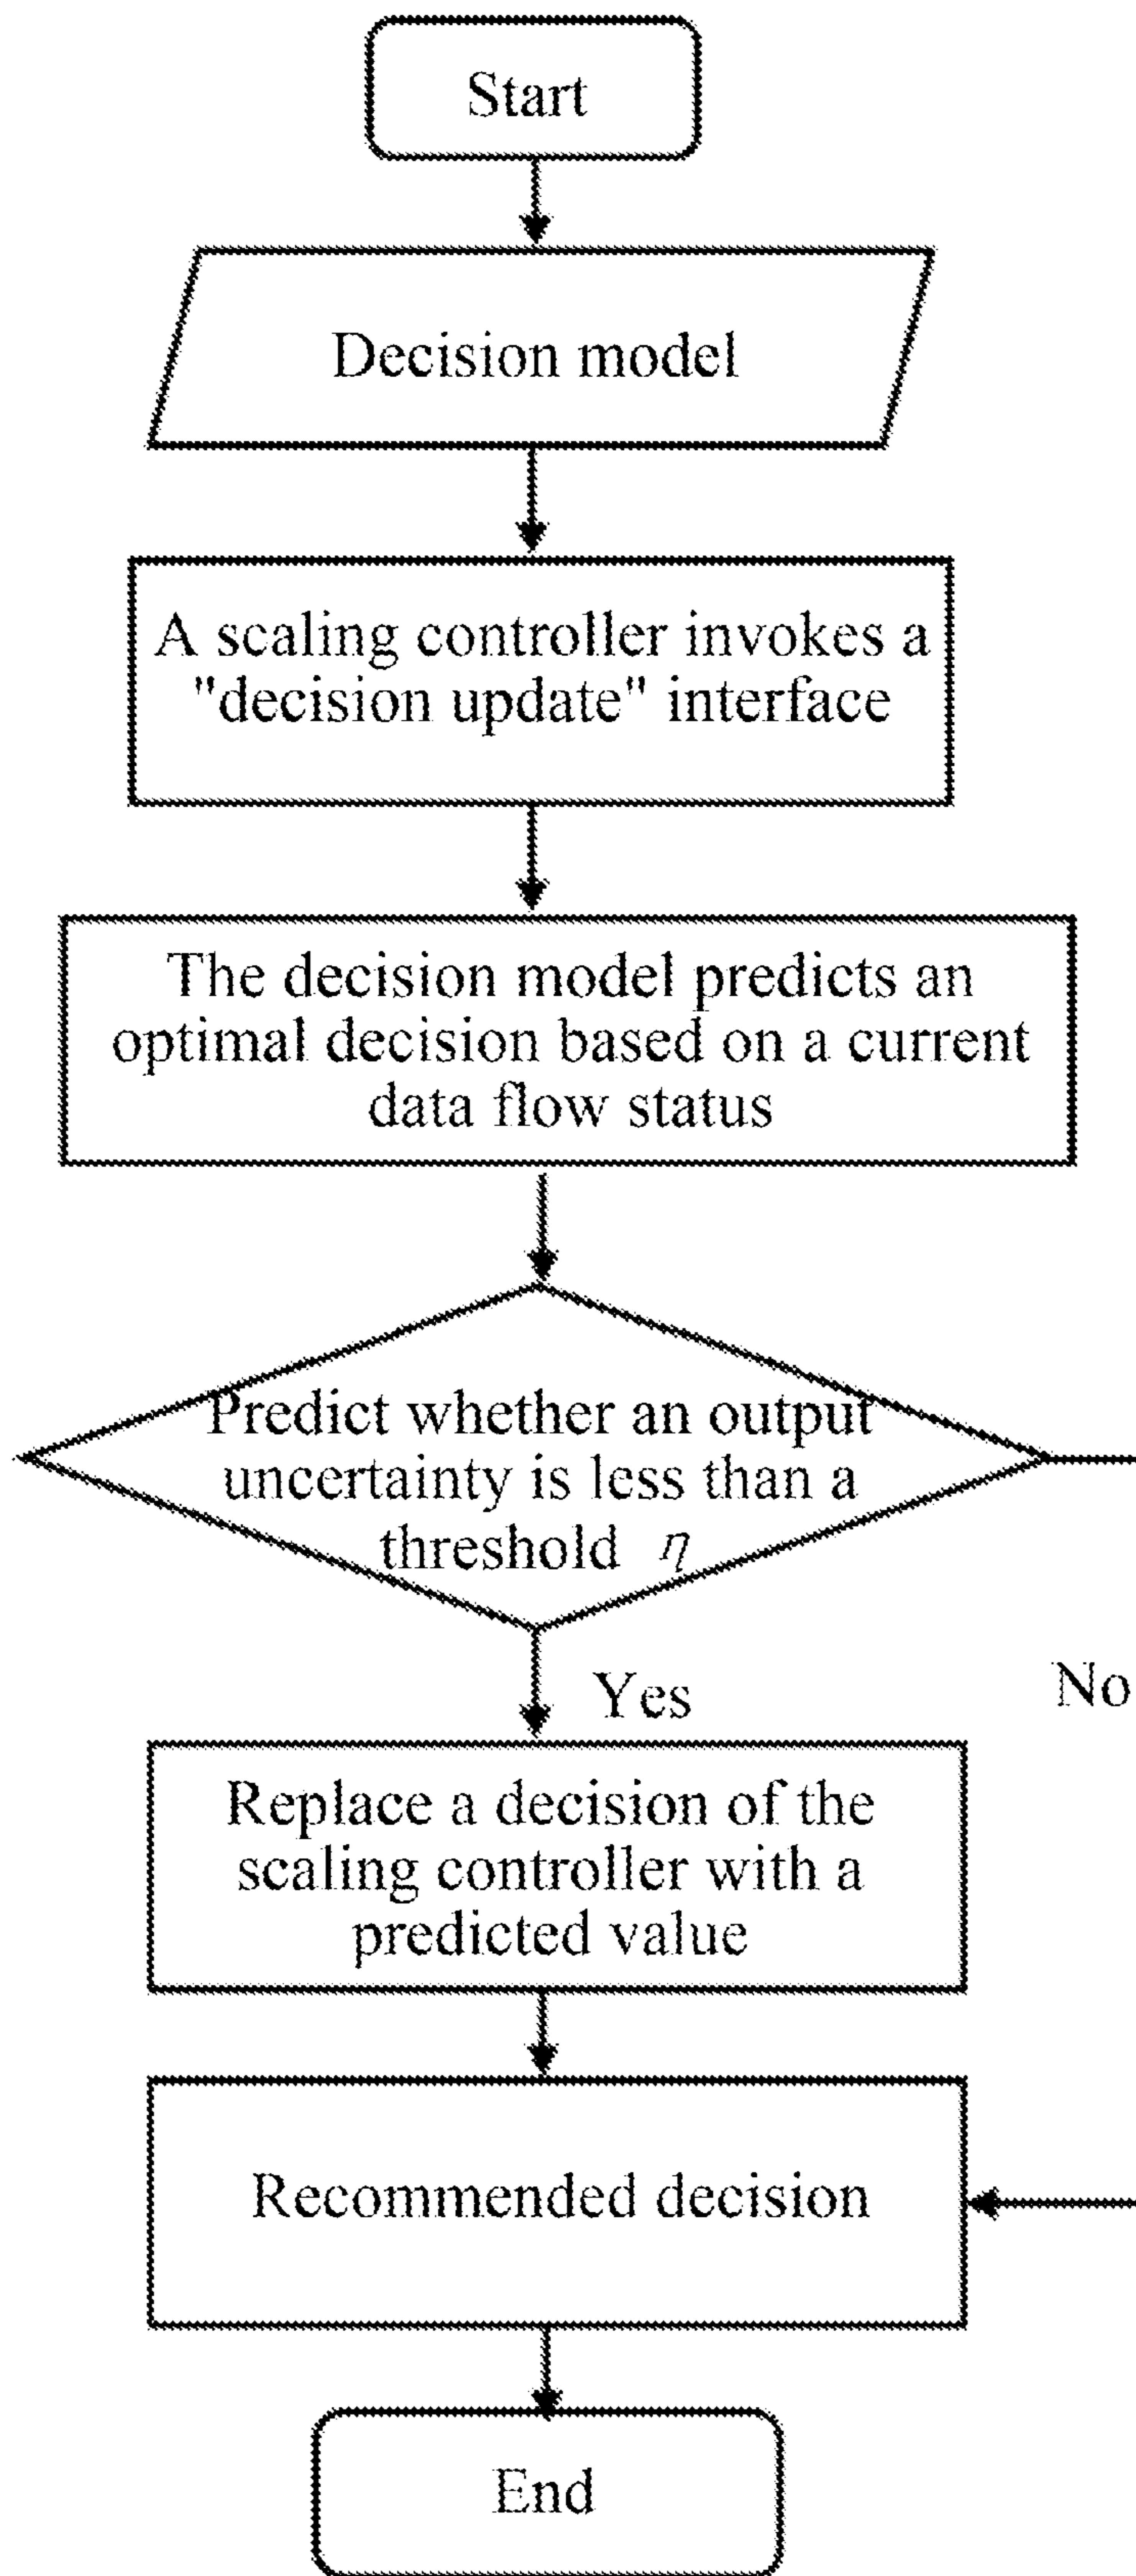 Start
Decision model
A scaling controller invokes a
"decision update" interface
The decision model predicts an
optimal decision based on a current
data flow status
Predict whether an output
uncertainty is less than a
threshold η
Yes
No
Replace a decision of the
scaling controller with a
predicted value
Recommended decision
End